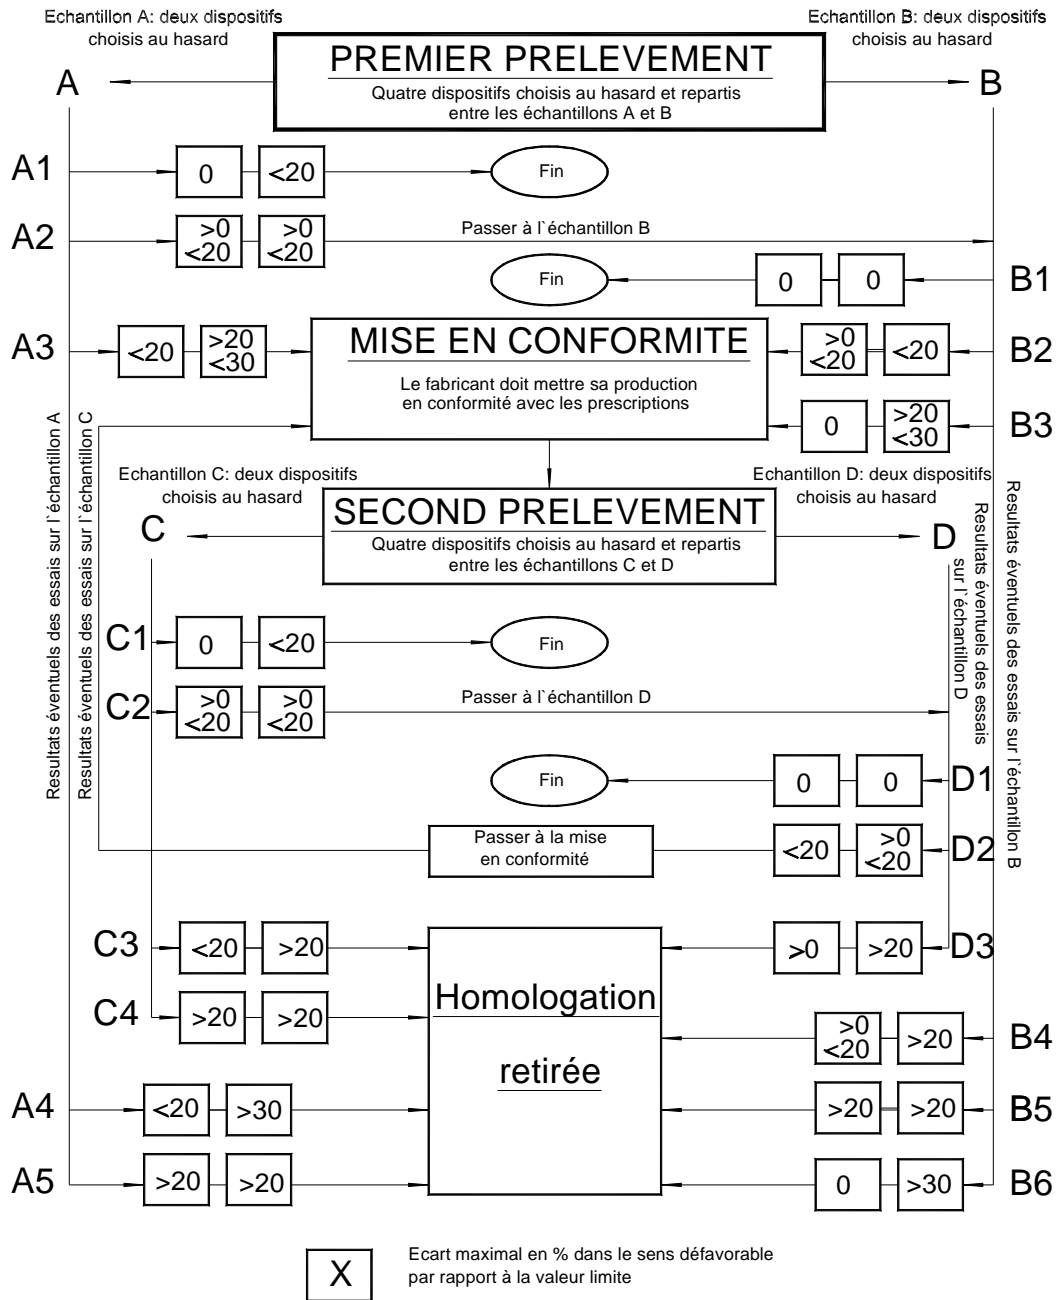 Echantillon A: deux dispositifs
choisis au hasard
Echantillon B: deux dispositifs
choisis au hasard
A
PREMIER PRELEVEMENT
B
Quatre dispositifs choisis au hasard et repartis
entre les échantillons A et B
A1
0
<20
Fin
A2
>0
<20
>0
<20
Passer à l`échantillon B
Fin
0
0
B1
A3
<20
>20
<30
MISE EN CONFORMITE
Le fabricant doit mettre sa production
en conformité avec les prescriptions
>0
<20
<20
B2
0
>20
<30
B3
Resultats éventuels des essais sur l`échantillon A
Resultats éventuels des essais sur l`échantillon C
Echantillon C: deux dispositifs
choisis au hasard
Echantillon D: deux dispositifs
choisis au hasard
C
SECOND PRELEVEMENT
D
Quatre dispositifs choisis au hasard et repartis
entre les échantillons C et D
Resultats éventuels des essais
sur l`échantillon D
Resultats éventuels des essais sur l`échantillon B
C1
0
<20
Fin
C2
>0
<20
>0
<20
Passer à l`échantillon D
Fin
0
0
D1
Passer à la mise
en conformité
<20
>0
<20
D2
C3
<20
>20
Homologation
retirée
>0
>20
D3
C4
>20
>20
>0
<20
>20
B4
A4
<20
>30
>20
>20
B5
A5
>20
>20
0
>30
B6
X
Ecart maximal en % dans le sens défavorable
par rapport à la valeur limite